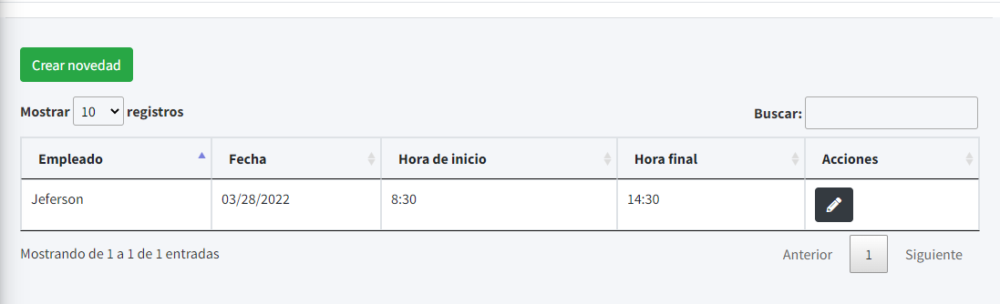 Crear novedad
Mostrar 10 registros Buscar:
Empleado Fecha Hora de inicio Hora final Acciones
Jeferson 03/28/2022 8:30 14:30
Mostrando de 1 a 1 de 1 entradas Anterior 1 Siguiente